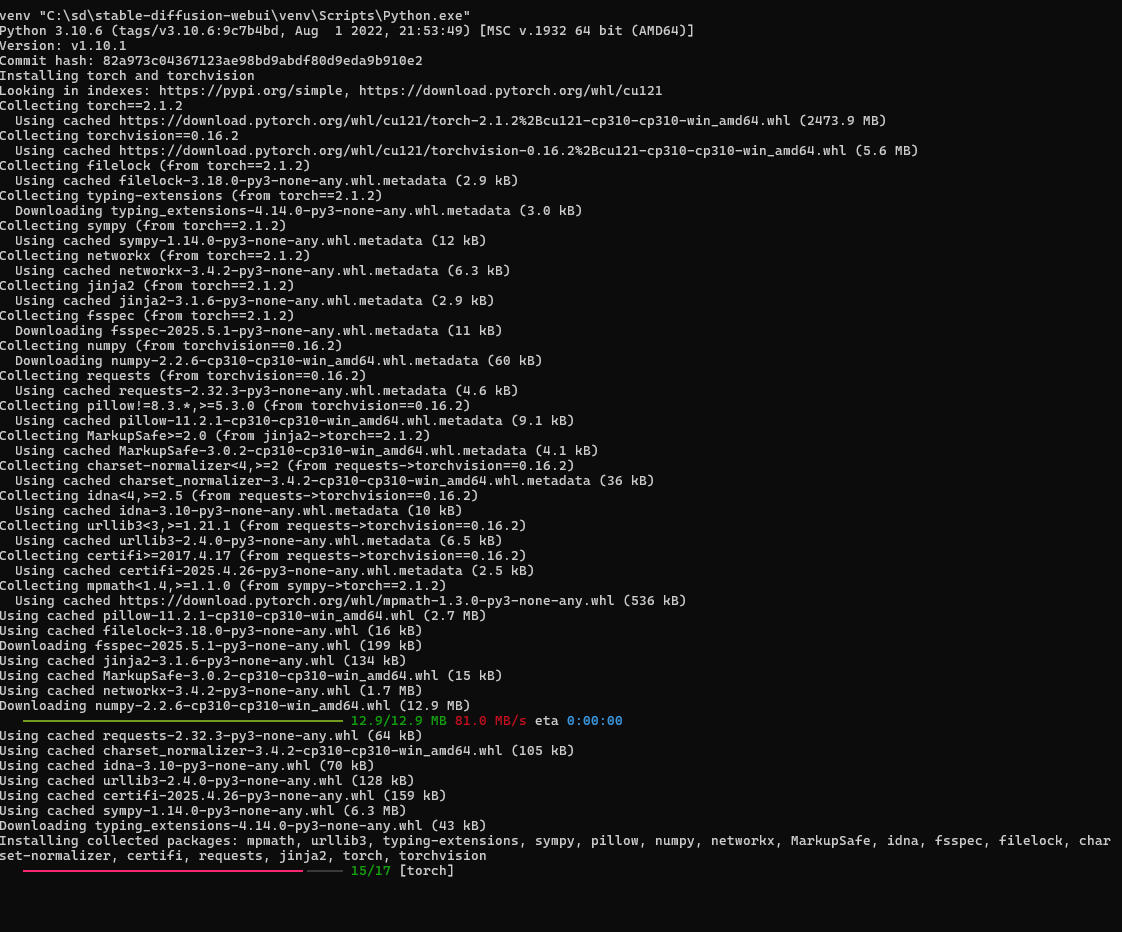 venv "C:\sd\stable-diffusion-webui\venv\Scripts\Python.exe"
Python 3.10.6 (tags/v3.10.6:9c7b4bd, Aug  1 2022, 21:53:49) [MSC v.1932 64 bit (AMD64)]
Version: v1.10.1
Commit hash: 82a973c04367123ae98bd9abdf80d9eda9b910e2
Installing torch and torchvision
Looking in indexes: https://pypi.org/simple, https://download.pytorch.org/whl/cu121
Collecting torch==2.1.2
  Using cached https://download.pytorch.org/whl/cu121/torch-2.1.2%2Bcu121-cp310-cp310-win_amd64.whl (2473.9 MB)
Collecting torchvision==0.16.2
  Using cached https://download.pytorch.org/whl/cu121/torchvision-0.16.2%2Bcu121-cp310-cp310-win_amd64.whl (5.6 MB)
Collecting filelock (from torch==2.1.2)
  Using cached filelock-3.18.0-py3-none-any.whl.metadata (2.9 kB)
Collecting typing-extensions (from torch==2.1.2)
  Downloading typing_extensions-4.14.0-py3-none-any.whl.metadata (3.0 kB)
Collecting sympy (from torch==2.1.2)
  Using cached sympy-1.14.0-py3-none-any.whl.metadata (12 kB)
Collecting networkx (from torch==2.1.2)
  Using cached networkx-3.4.2-py3-none-any.whl.metadata (6.3 kB)
Collecting jinja2 (from torch==2.1.2)
  Using cached jinja2-3.1.6-py3-none-any.whl.metadata (2.9 kB)
Collecting fsspec (from torch==2.1.2)
  Downloading fsspec-2025.5.1-py3-none-any.whl.metadata (11 kB)
Collecting numpy (from torchvision==0.16.2)
  Downloading numpy-2.2.6-cp310-cp310-win_amd64.whl.metadata (60 kB)
Collecting requests (from torchvision==0.16.2)
  Using cached requests-2.32.3-py3-none-any.whl.metadata (4.6 kB)
Collecting pillow!=8.3.*,>=5.3.0 (from torchvision==0.16.2)
  Using cached pillow-11.2.1-cp310-cp310-win_amd64.whl.metadata (9.1 kB)
Collecting MarkupSafe>=2.0 (from jinja2->torch==2.1.2)
  Using cached MarkupSafe-3.0.2-cp310-cp310-win_amd64.whl.metadata (4.1 kB)
Collecting charset-normalizer<4,>=2 (from requests->torchvision==0.16.2)
  Using cached charset_normalizer-3.4.2-cp310-cp310-win_amd64.whl.metadata (36 kB)
Collecting idna<4,>=2.5 (from requests->torchvision==0.16.2)
  Using cached idna-3.10-py3-none-any.whl.metadata (10 kB)
Collecting urllib3<3,>=1.21.1 (from requests->torchvision==0.16.2)
  Using cached urllib3-2.4.0-py3-none-any.whl.metadata (6.5 kB)
Collecting certifi>=2017.4.17 (from requests->torchvision==0.16.2)
  Using cached certifi-2025.4.26-py3-none-any.whl.metadata (2.5 kB)
Collecting mpmath<1.4,>=1.1.0 (from sympy->torch==2.1.2)
  Using cached https://download.pytorch.org/whl/mpmath-1.3.0-py3-none-any.whl (536 kB)
Using cached pillow-11.2.1-cp310-cp310-win_amd64.whl (2.7 MB)
Using cached filelock-3.18.0-py3-none-any.whl (16 kB)
Downloading fsspec-2025.5.1-py3-none-any.whl (199 kB)
Using cached jinja2-3.1.6-py3-none-any.whl (134 kB)
Using cached MarkupSafe-3.0.2-cp310-cp310-win_amd64.whl (15 kB)
Using cached networkx-3.4.2-py3-none-any.whl (1.7 MB)
Downloading numpy-2.2.6-cp310-cp310-win_amd64.whl (12.9 MB)
12.9/12.9 MB 81.0 MB/s eta 0:00:00
Using cached requests-2.32.3-py3-none-any.whl (64 kB)
Using cached charset_normalizer-3.4.2-cp310-cp310-win_amd64.whl (105 kB)
Using cached idna-3.10-py3-none-any.whl (70 kB)
Using cached urllib3-2.4.0-py3-none-any.whl (128 kB)
Using cached certifi-2025.4.26-py3-none-any.whl (159 kB)
Using cached sympy-1.14.0-py3-none-any.whl (6.3 MB)
Downloading typing_extensions-4.14.0-py3-none-any.whl (43 kB)
Installing collected packages: mpmath, urllib3, typing-extensions, sympy, pillow, numpy, networkx, MarkupSafe, idna, fsspec, filelock, char
set-normalizer, certifi, requests, jinja2, torch, torchvision
15/17 [torch]